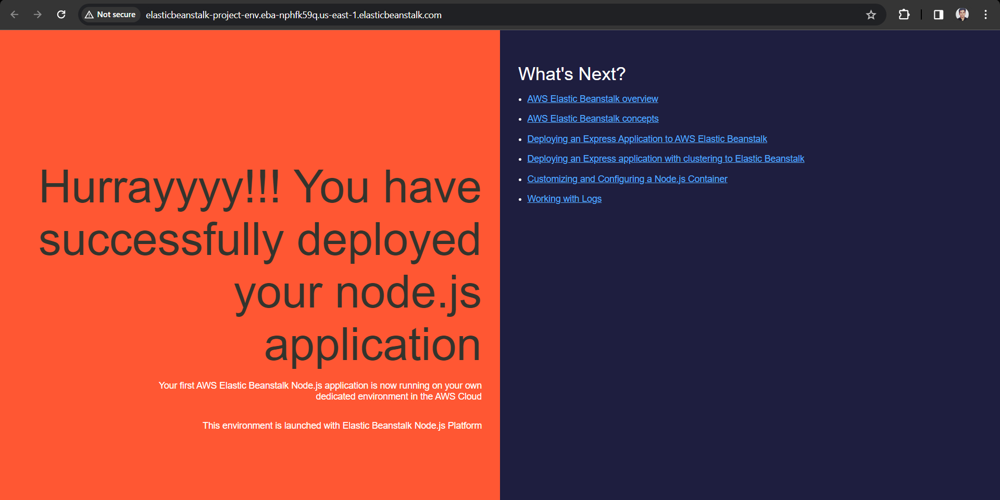 Not secure
elasticbeanstalk-project-env.eba-nphfk59q.us-east-1.elasticbeanstalk.com
Hurrayyyy!!! You have
successfully deployed
your node.js
application
Your first AWS Elastic Beanstalk Node.js application is now running on your own
dedicated environment in the AWS Cloud
This environment is launched with Elastic Beanstalk Node.js Platform
What's Next?
AWS Elastic Beanstalk overview
AWS Elastic Beanstalk concepts
Deploying an Express Application to AWS Elastic Beanstalk
Deploying an Express application with clustering to Elastic Beanstalk
Customizing and Configuring a Node.js Container
Working with Logs